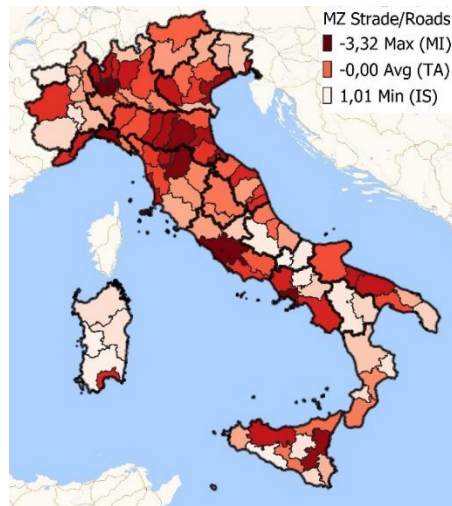 MZ Strade/Roads
-3,32 Max (MI)
-0,00 Avg (TA)
1,01 Min (IS)